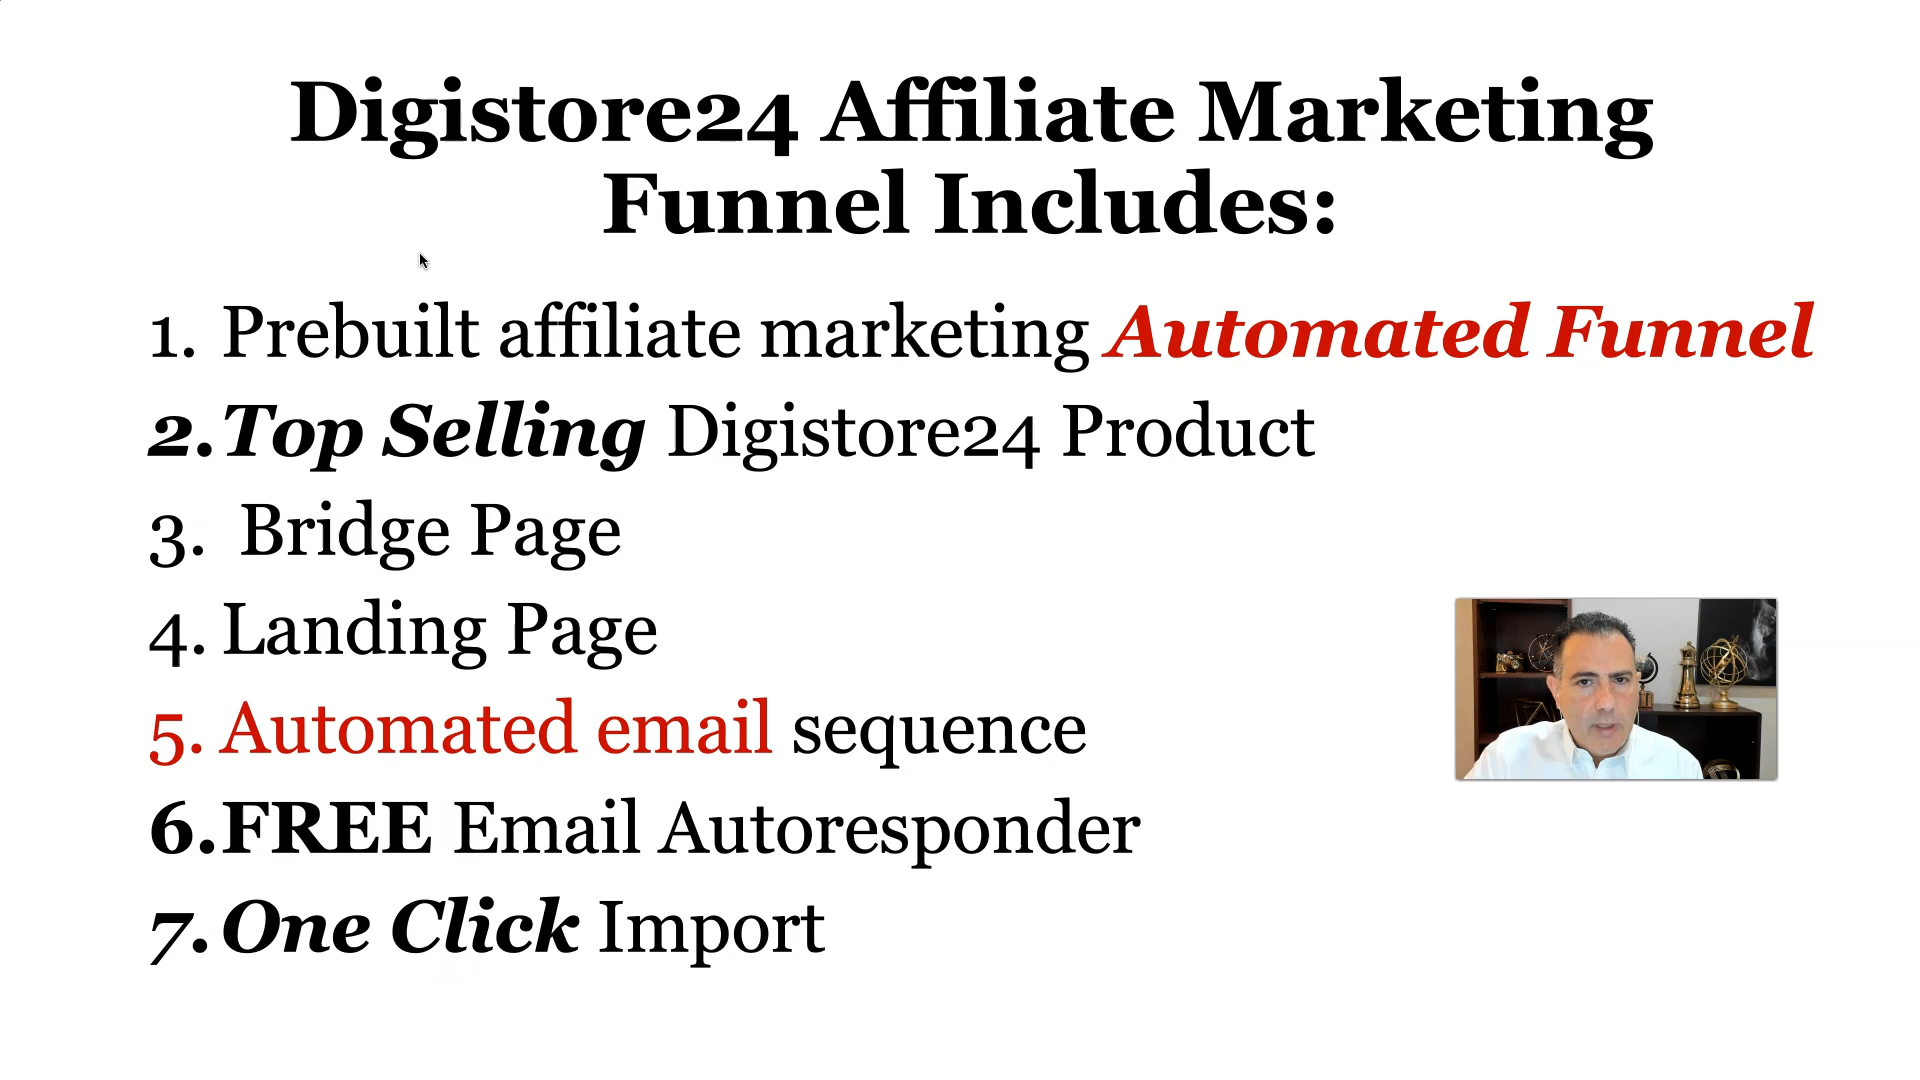 Digistore24 Affiliate Marketing
Funnel Includes:
1. Prebuilt affiliate marketing Automated Funnel
2. Top Selling Digistore24 Product
3. Bridge Page
4. Landing Page
5. Automated email sequence
6. FREE Email Autoresponder
7. One Click Import